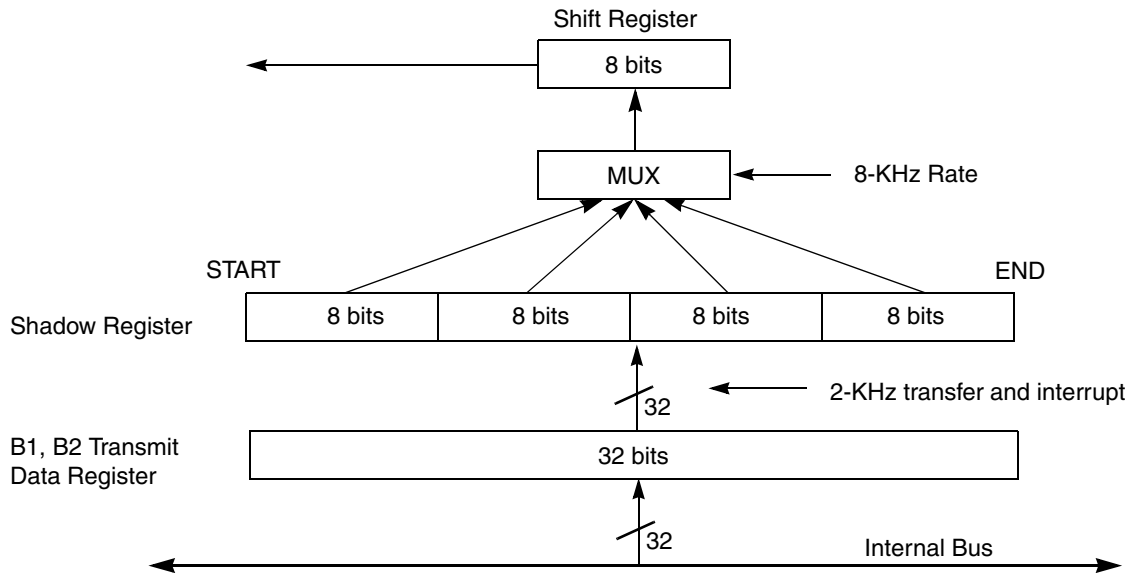 Shift Register
8 bits
MUX
8-KHz Rate
START
END
Shadow Register
8 bits
8 bits
8 bits
8 bits
2-KHz transfer and interrupt
32
B1, B2 Transmit
Data Register
32 bits
32
Internal Bus